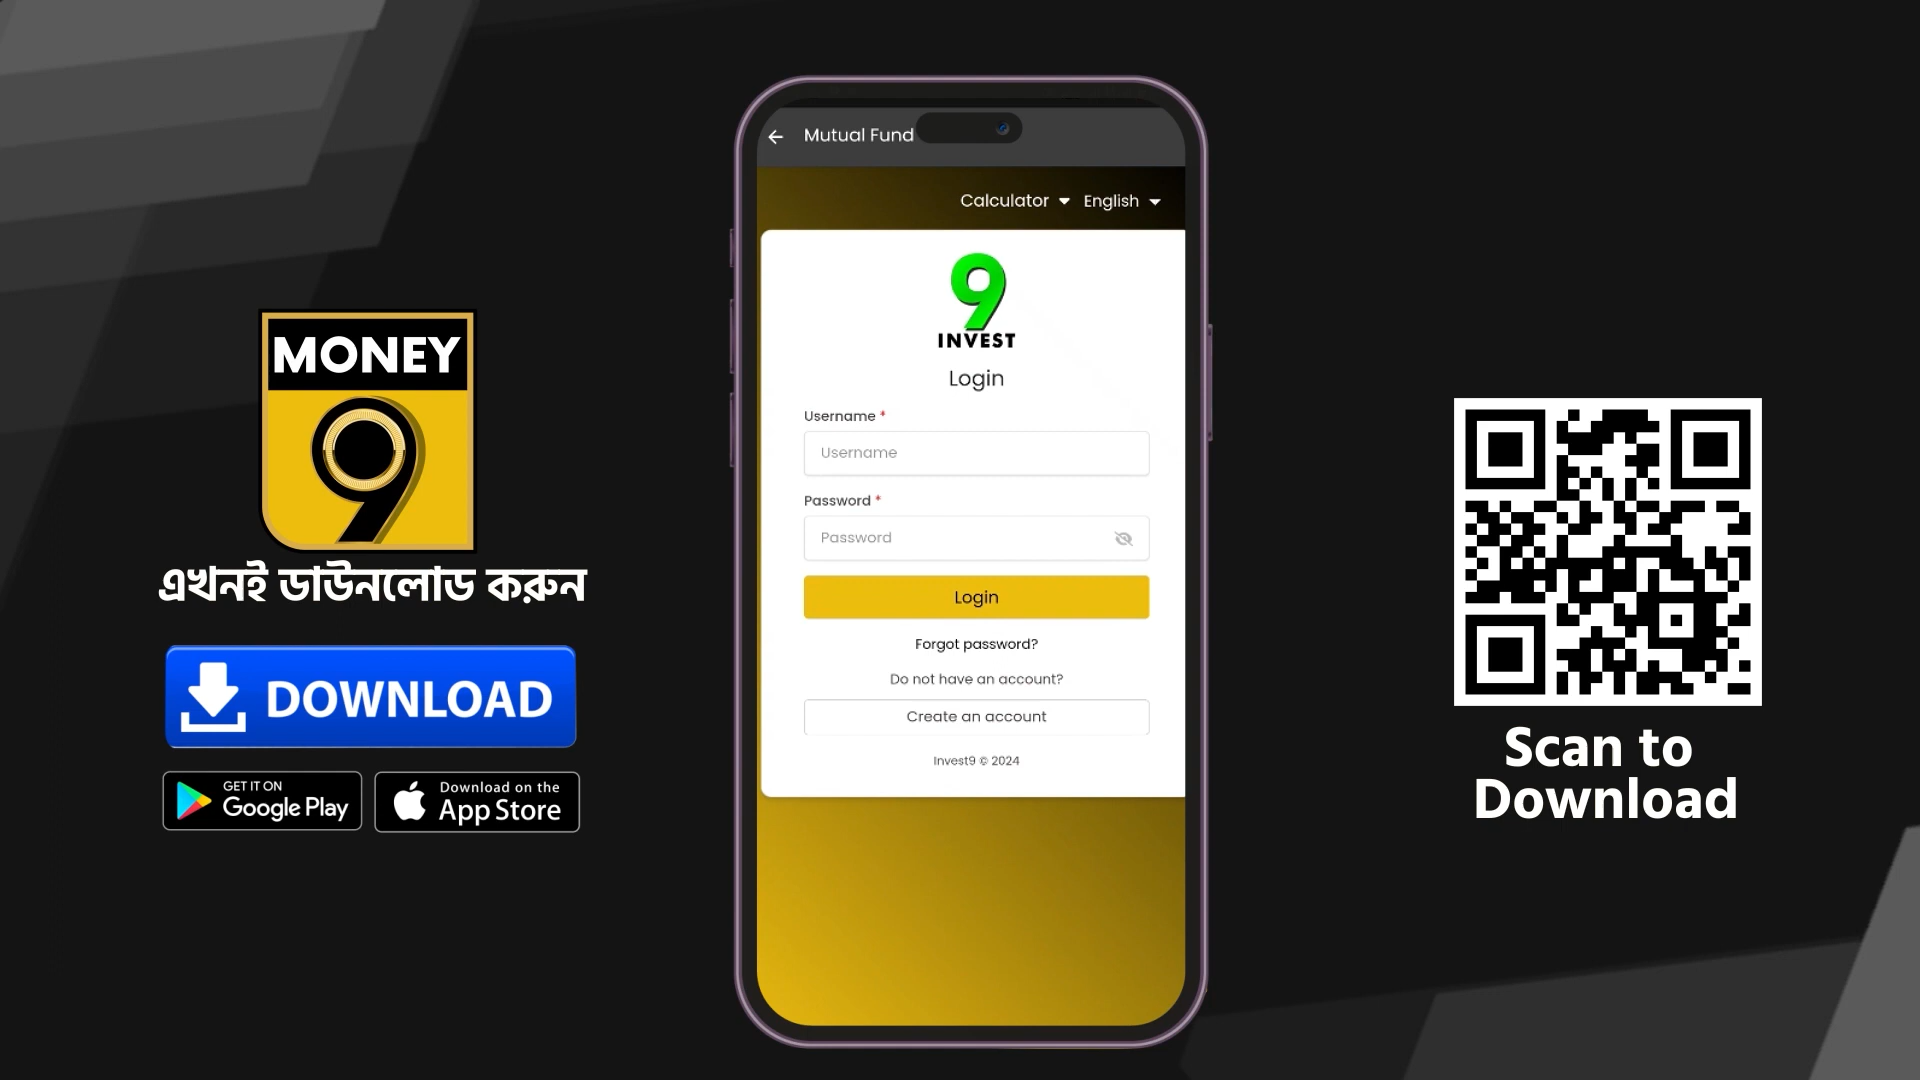 MONEY
9
এখনই ডাউনলোড করুন
DOWNLOAD
GET IT ON
Google Play
Download on the
App Store
Mutual Fund
Calculator
English
9
INVEST
Login
Username *
Username
Password *
Password
Login
Forgot password?
Do not have an account?
Create an account
Invest9 © 2024
Scan to
Download